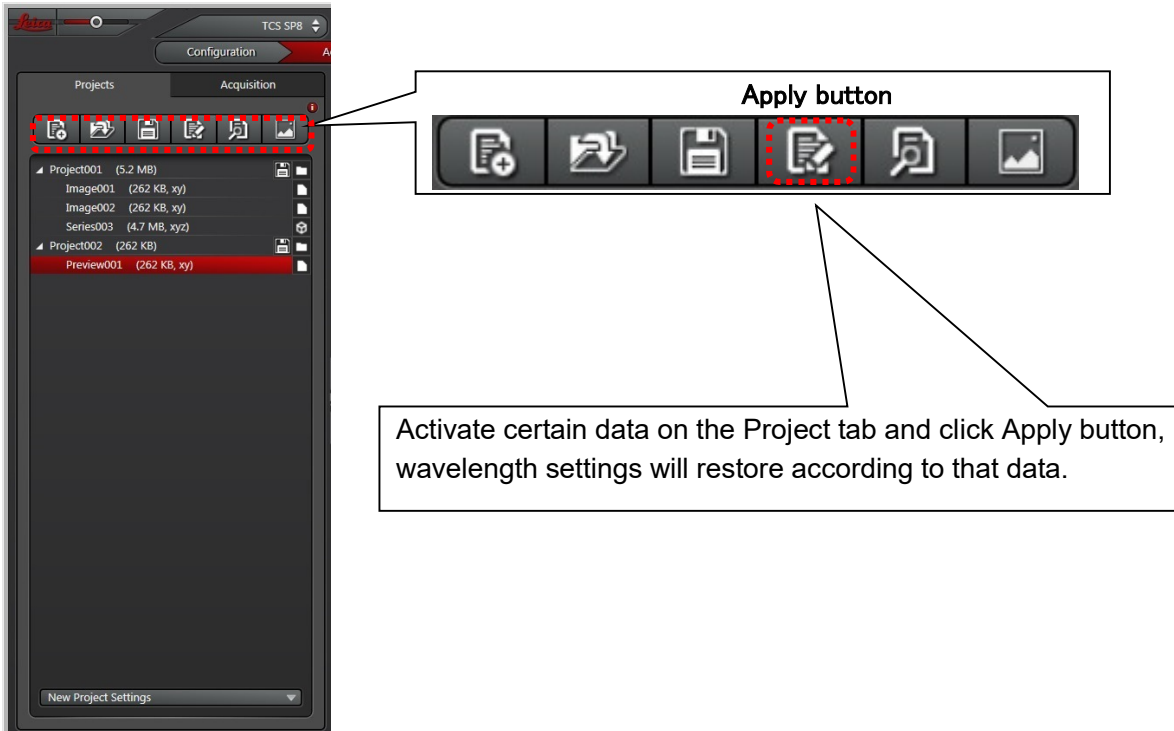 Leica
TCS SP8
Configuration
Projects
Acquisition
Project001 (5.2 MB)
Image001 (262 KB, xy)
Image002 (262 KB, xy)
Series003 (4.7 MB, xyz)
Project002 (262 KB)
Preview001 (262 KB, xy)
New Project Settings
Apply button
Activate certain data on the Project tab and click Apply button,
wavelength settings will restore according to that data.